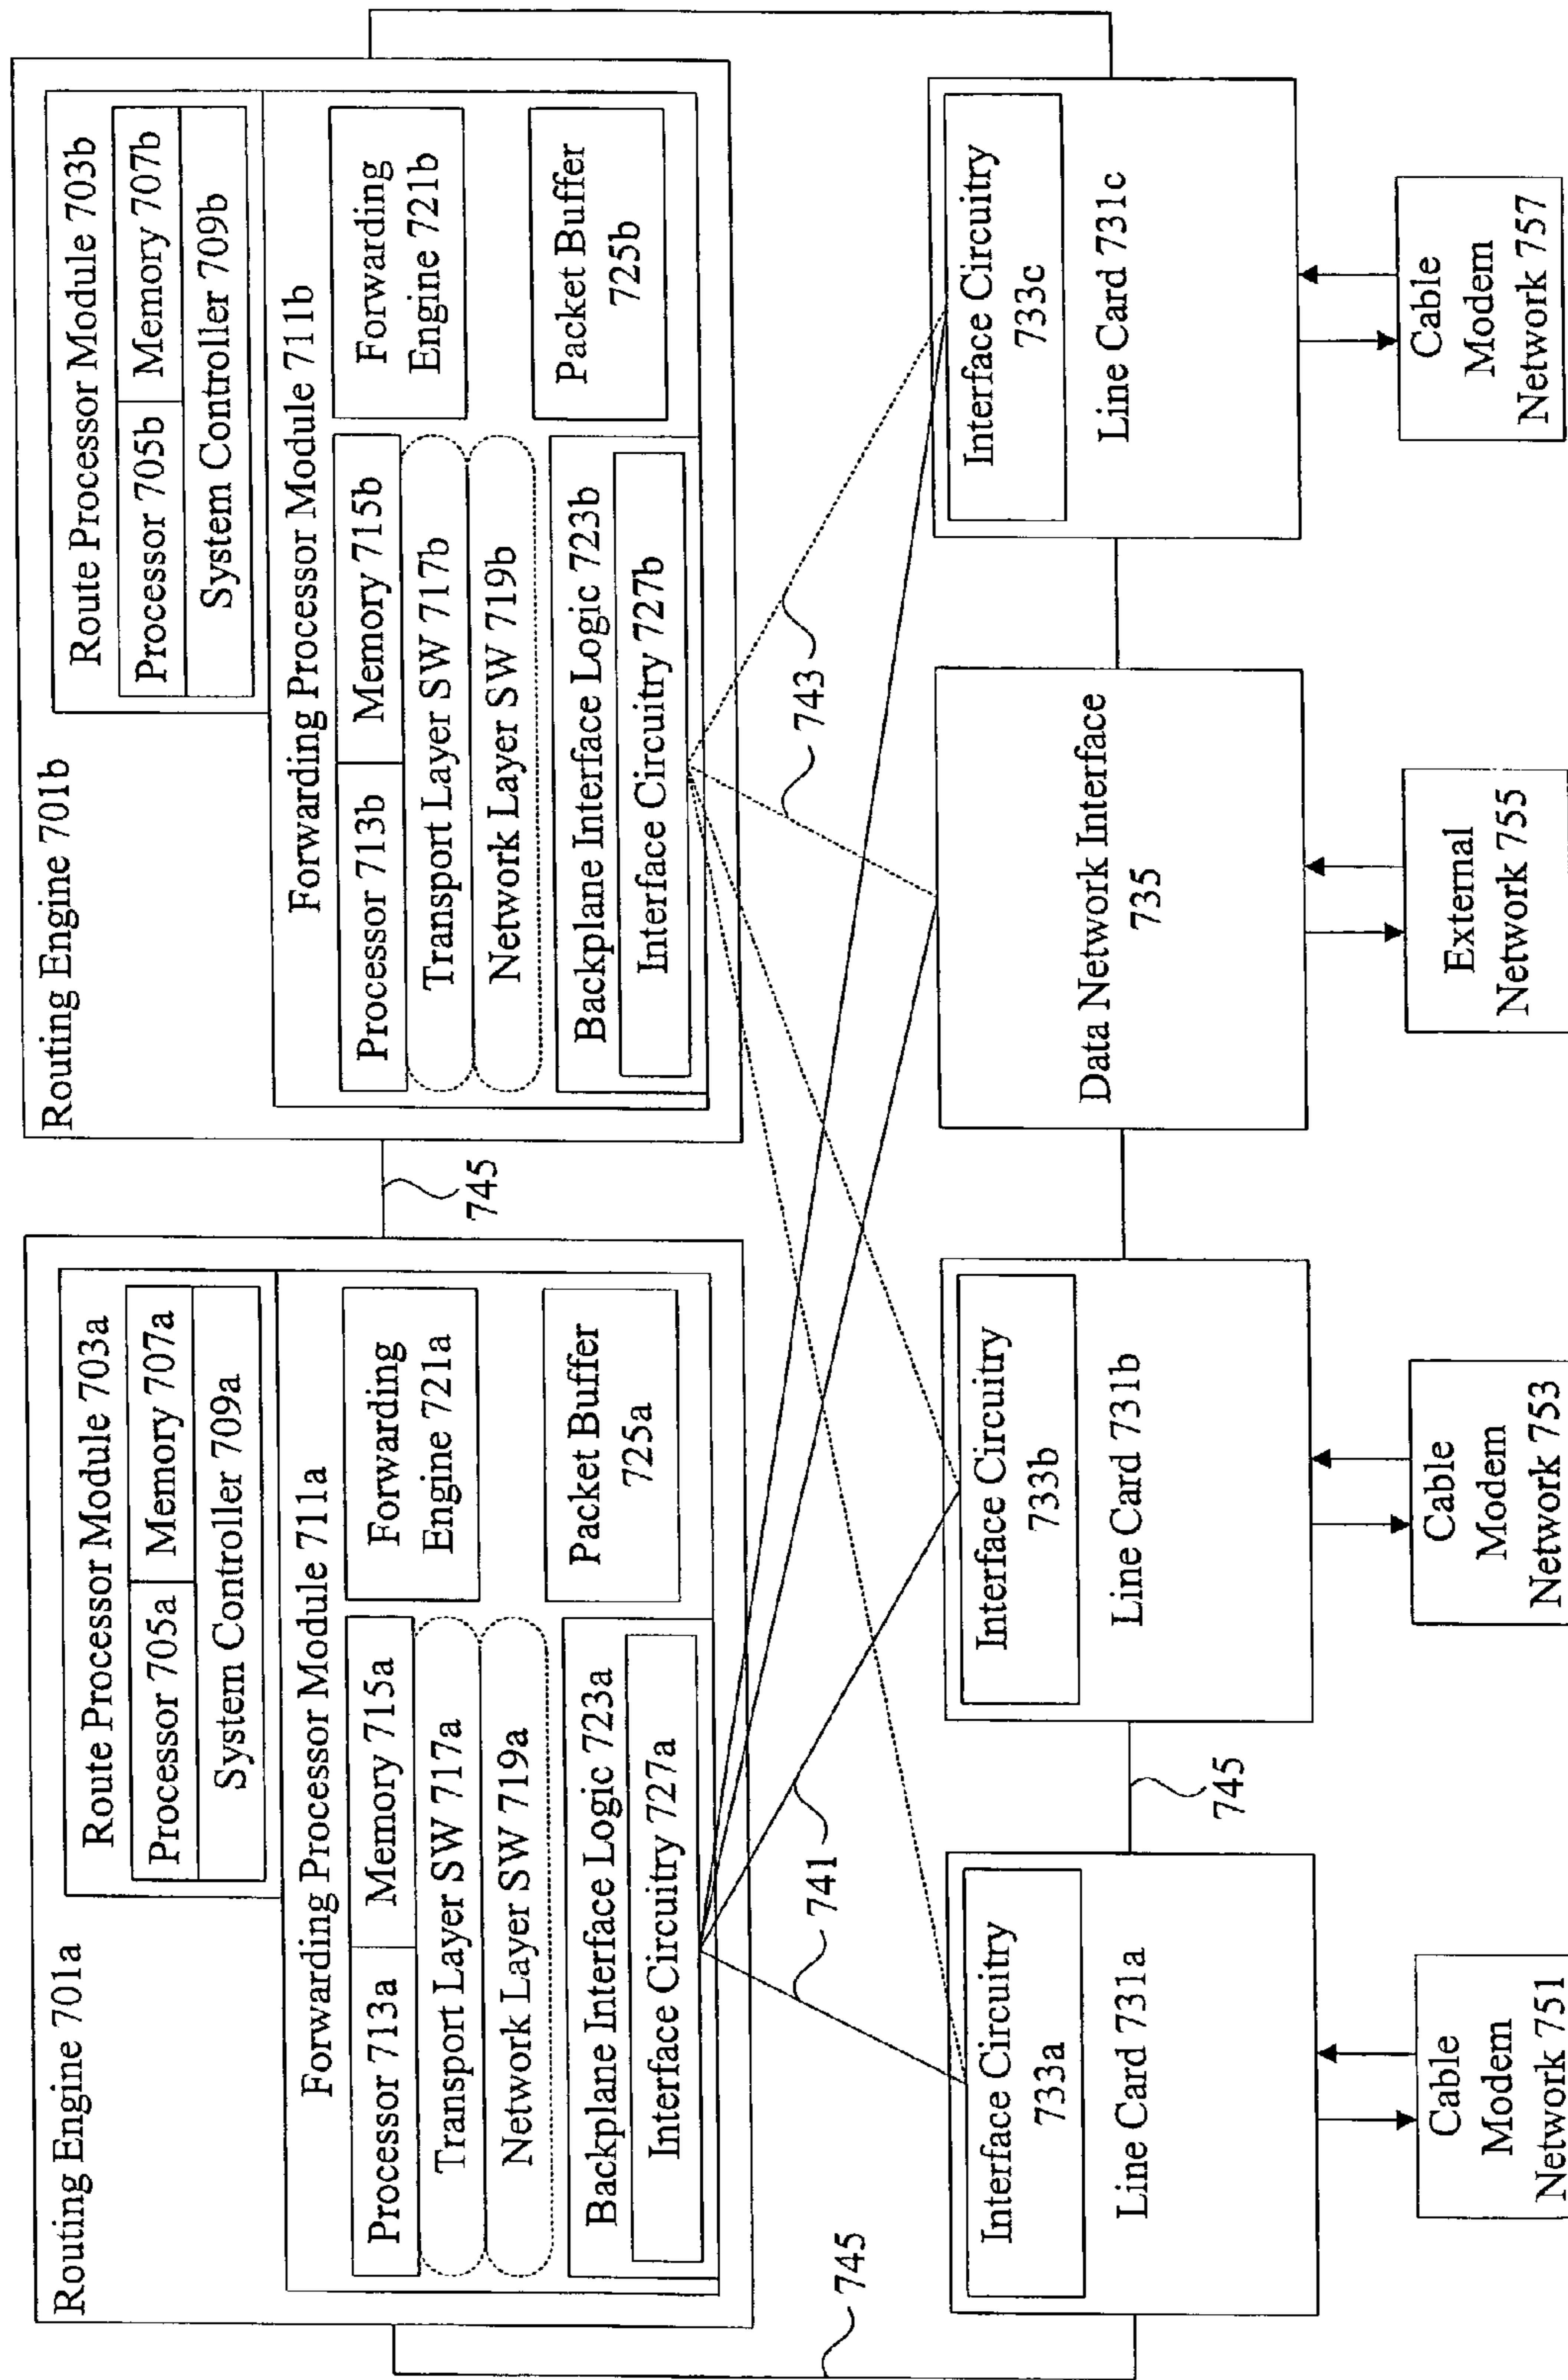 Routing Engine 701a
Route Processor Module 703a
Processor 705a
Memory 707a
System Controller 709a
Forwarding Processor Module 711a
Processor 713a
Memory 715a
Transport Layer SW 717a
Network Layer SW 719a
Forwarding
Engine 721a
Backplane Interface Logic 723a
Interface Circuitry 727a
Packet Buffer
725a
745
Routing Engine 701b
Route Processor Module 703b
Processor 705b
Memory 707b
System Controller 709b
Forwarding Processor Module 711b
Processor 713b
Memory 715b
Transport Layer SW 717b
Network Layer SW 719b
Forwarding
Engine 721b
Backplane Interface Logic 723b
Interface Circuitry 727b
Packet Buffer
725b
745
741
743
Interface Circuitry
733a
Line Card 731a
745
Interface Circuitry
733b
Line Card 731b
Data Network Interface
735
Interface Circuitry
733c
Line Card 731c
Cable
Modem
Network 751
Cable
Modem
Network 753
External
Network 755
Cable
Modem
Network 757